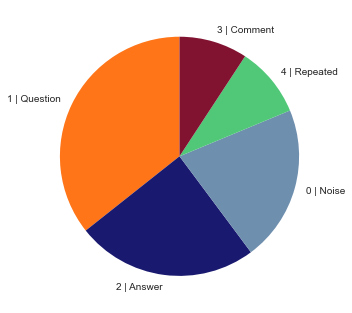 3 | Comment
4 | Repeated
1 | Question
0 | Noise
2 | Answer